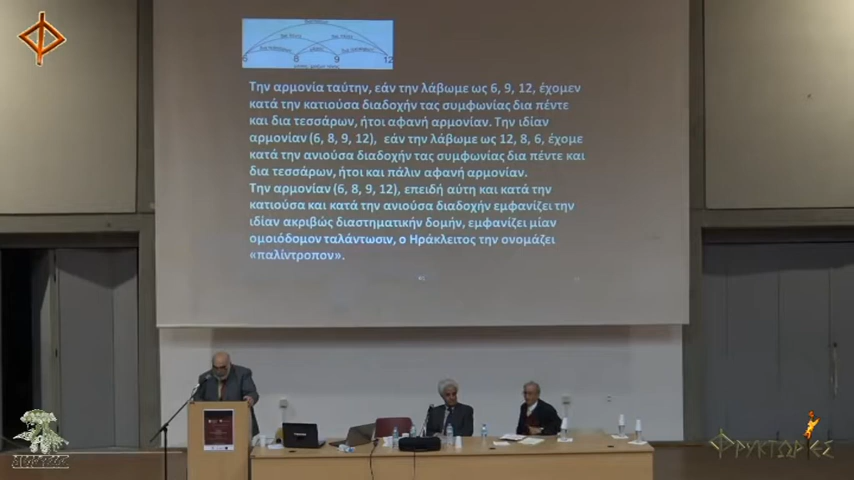 6 8 9 12
Την αρμονία ταύτην, εάν την λάβωμε ως 6, 9, 12, έχομεν
κατά την κατιούσα διαδοχήν τας συμφωνίας δια πέντε
και δια τεσσάρων, ήτοι αφανή αρμονίαν. Την ιδίαν
αρμονίαν (6, 8, 9, 12), εάν την λάβωμε ως 12, 8, 6, έχομε
κατά την ανιούσα διαδοχήν τας συμφωνίας δια πέντε και
δια τεσσάρων, ήτοι και πάλιν αφανή αρμονίαν.
Την αρμονίαν (6, 8, 9, 12), επειδή αύτη και κατά την
κατιούσα και κατά την ανιούσα διαδοχήν εμφανίζει την
ιδίαν ακριβώς διαστηματική δομήν, εμφανίζει μίαν
ομοιόδομον ταλάντωσιν, ο Ηράκλειτος την ονομάζει
«παλίντροπον».
ΦΡΥΚΤΩΡΙΕΣ